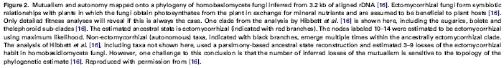 Figure 2. Mutualism and autonomy mapped onto a phylogeny of homobasidiomycete fungi inferred from 3.2 kb of aligned rDNA [16]. Ectomycorrhizal fungi form symbiotic
relationships with plants in which the fungi obtain photosynthates from the plant in exchange for mineral nutrients and are assumed to be beneficial to plant hosts [16].
Only detailed fitness analyses will reveal if this is always the case. One clade from the analysis by Hibbett et al. [16] is shown here, including the sugaries, bolete and
thelephoroid sub clades [16]. The estimated ancestral state is ectomycorrhizal (indicated with red branches). The nodes labeled 10-14 were estimated to be ectomycorrhizal
using maximum likelihood. Non-ectomycorrhizal (autonomous) taxa, indicated with black branches, emerge multiple times within the ancestrally ectomycorrhizal clade.
The analysis of Hibbett et al. [16], including taxa not shown here, used a parsimony-based ancestral state reconstruction and estimated 3–9 losses of the ectomycorrhizal
habit in homobasidiomycete fungi. However, one challenge to this conclusion is that the number of inferred losses of the mutualism is sensitive to the topology of the
phylogenetic estimate [16]. Reproduced with permission from [16].